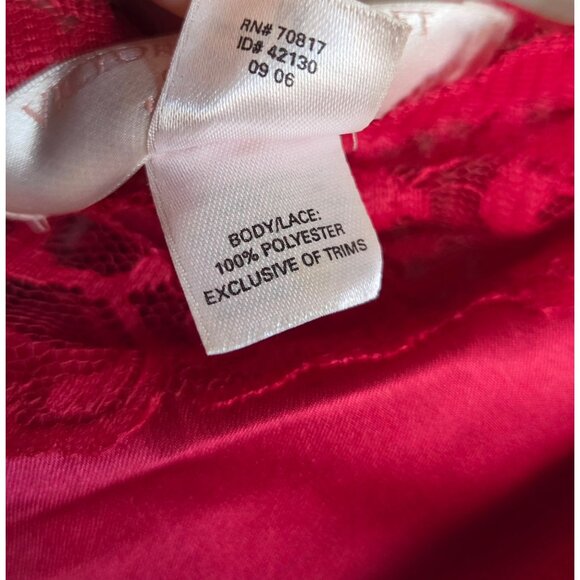 RN# 70817
ID# 42130
09 06
BODY/LACE:
100% POLYESTER
EXCLUSIVE OF TRIMS